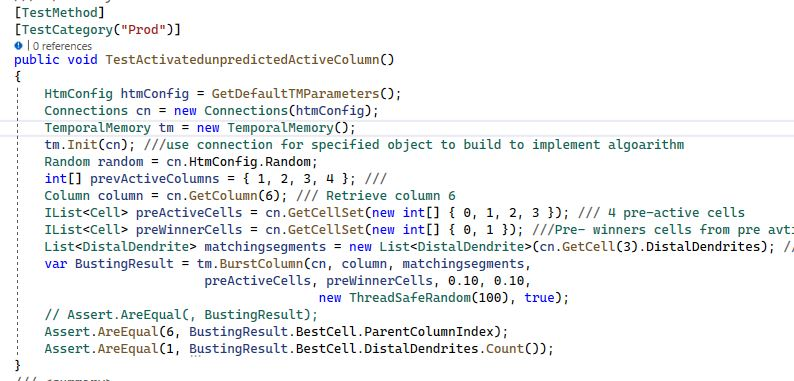 [TestMethod]
[TestCategory("Prod")]
| 0 references
public void TestActivatedunpredictedActiveColumn()
{
HtmConfig htmConfig = GetDefaultTMParameters();
Connections cn = new Connections(htmConfig);
TemporalMemory tm = new TemporalMemory();
tm.Init(cn); ///use connection for specified object to build to implement algoarithm
Random random = cn.HtmConfig.Random;
int[] prevActiveColumns = { 1, 2, 3, 4 }; ///
Column column = cn.GetColumn(6); /// Retrieve column 6
IList<Cell> preActiveCells = cn.GetCellSet(new int[] { 0, 1, 2, 3 }); /// 4 pre-active cells
IList<Cell> preWinnerCells = cn.GetCellSet(new int[] { 0, 1 }); ///Pre- winners cells from pre avti
List<DistalDendrite> matchingsegments = new List<DistalDendrite>(cn.GetCell(3).DistalDendrites); //
var BustingResult = tm.BurstColumn(cn, column, matchingsegments,
preActiveCells, preWinnerCells, 0.10, 0.10,
new ThreadSafeRandom(100), true);
// Assert.AreEqual(, BustingResult);
Assert.AreEqual(6, BustingResult.BestCell.ParentColumnIndex);
Assert.AreEqual(1, BustingResult.BestCell.DistalDendrites.Count());
}